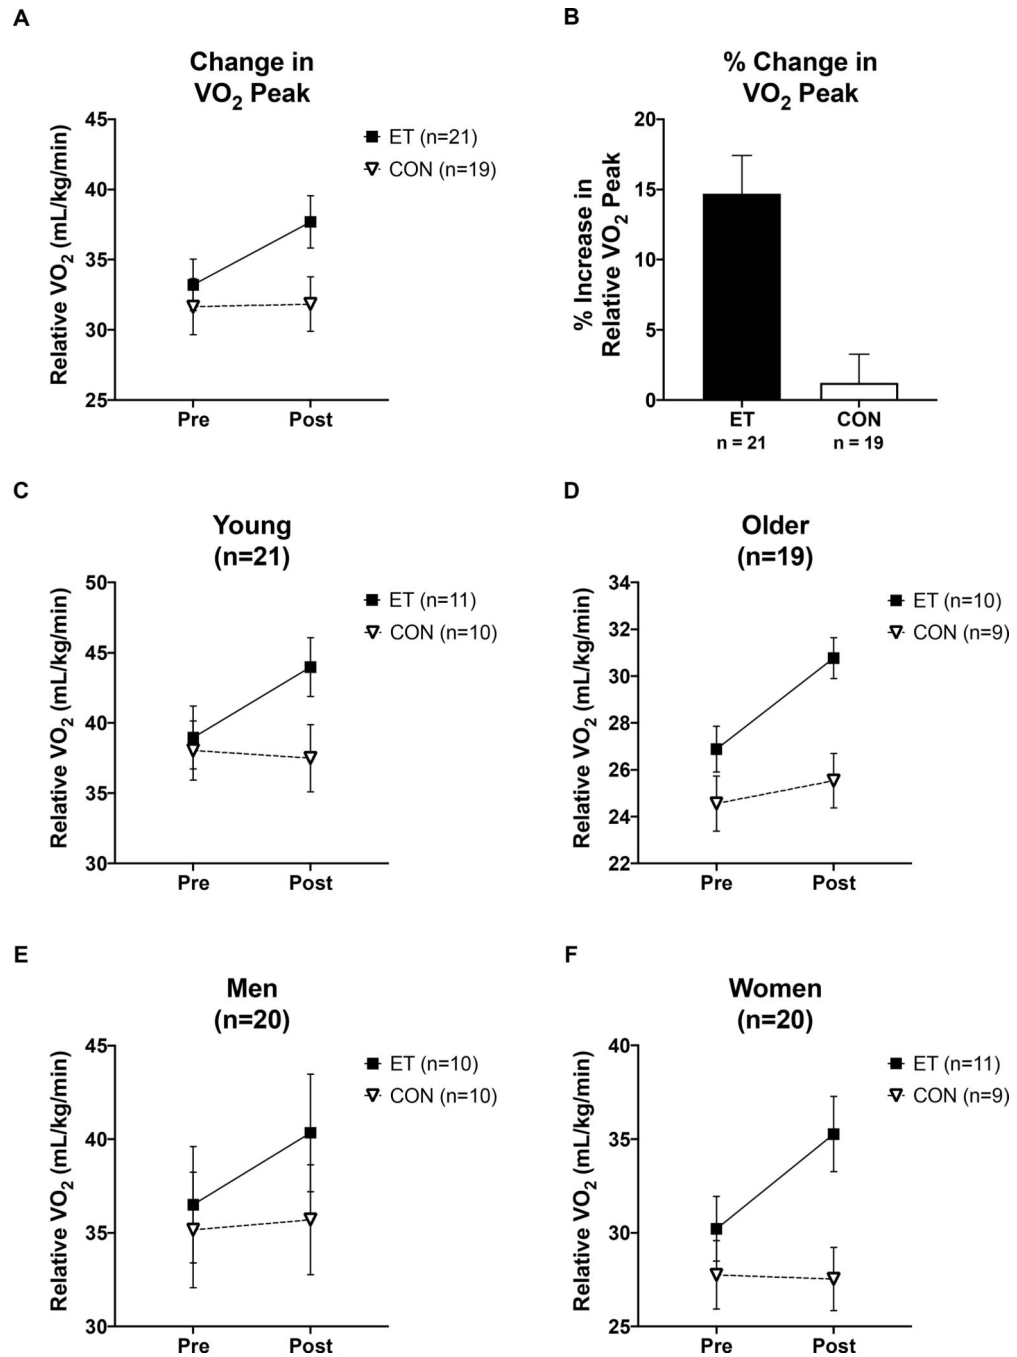 A
Change in
VO₂ Peak
Relative VO₂ (mL/kg/min)
45
40
35
30
25
Pre
Post
ET (n=21)
CON (n=19)
B
% Change in
VO₂ Peak
% Increase in
Relative VO₂ Peak
20
15
10
5
0
ET
n = 21
CON
n = 19
C
Young
(n=21)
Relative VO₂ (mL/kg/min)
50
45
40
35
30
Pre
Post
ET (n=11)
CON (n=10)
D
Older
(n=19)
Relative VO₂ (mL/kg/min)
34
32
30
28
26
24
22
Pre
Post
ET (n=10)
CON (n=9)
E
Men
(n=20)
Relative VO₂ (mL/kg/min)
45
40
35
30
Pre
Post
ET (n=10)
CON (n=10)
F
Women
(n=20)
Relative VO₂ (mL/kg/min)
40
35
30
25
Pre
Post
ET (n=11)
CON (n=9)